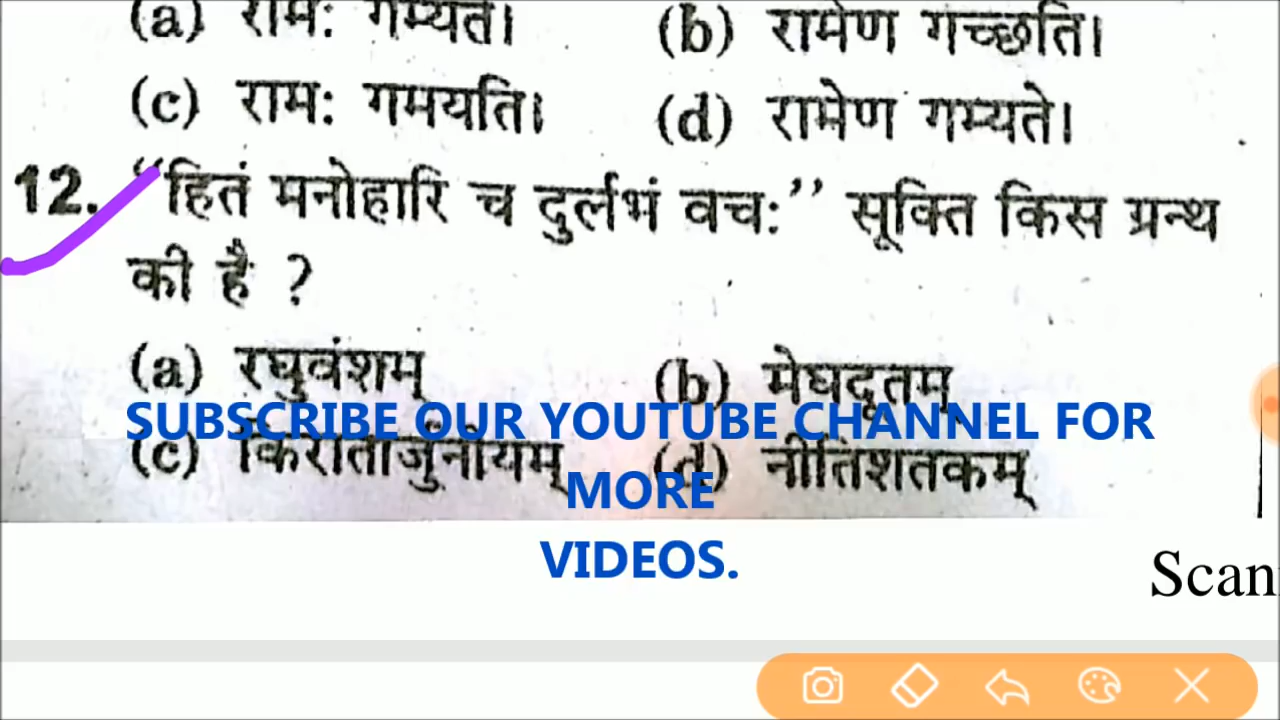 (a) रामः गम्यते। (b) रामेण गच्छति।
(c) रामः गमयति। (d) रामेण गम्यते।
12. “हितं मनोहारि च दुर्लभं वचः” सूक्ति किस ग्रन्थ
की है ?
(a) रघुवंशम् (b) मेघदूतम्
SUBSCRIBE OUR YOUTUBE CHANNEL FOR
(c) किरातार्जुनीयम् (d) नीतिशतकम्
MORE
VIDEOS.
Scan